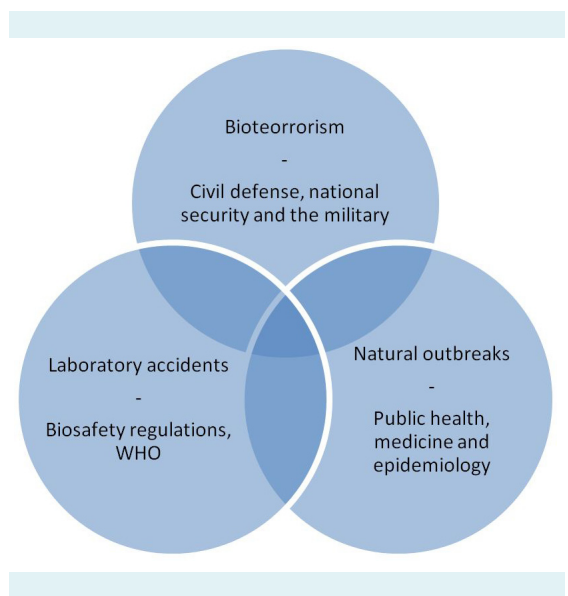 Bioteorrorism
-
Civil defense, national
security and the military
Laboratory accidents
-
Biosafety regulations,
WHO
Natural outbreaks
-
Public health,
medicine and
epidemiology